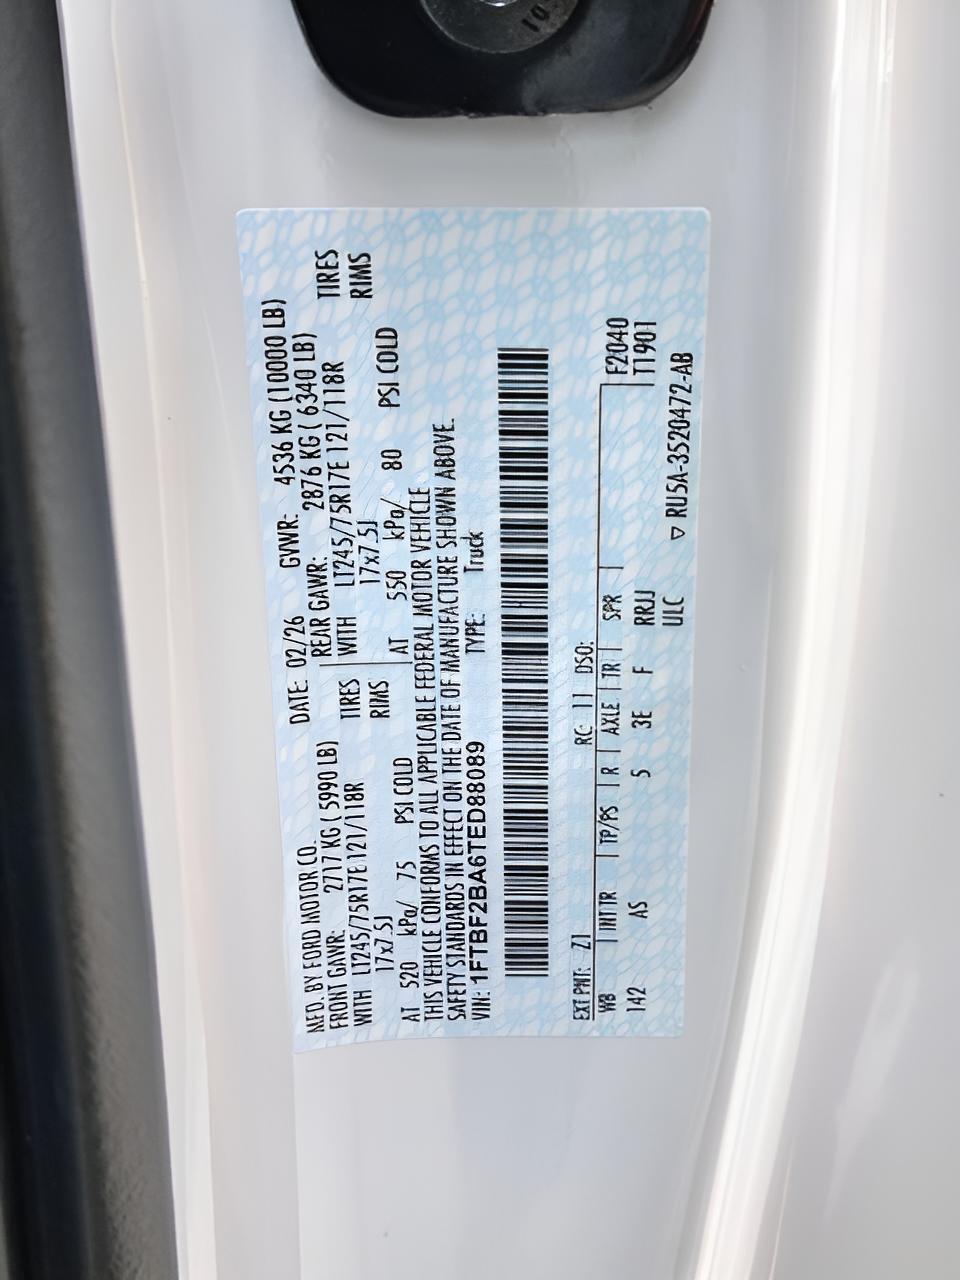 10
MFD. BY FORD MOTOR CO. DATE: 02/26 GVWR: 4536 KG (10000 LB)
FRONT GAWR: 2717 KG ( 5990 LB) REAR GAWR: 2876 KG ( 6340 LB)
WITH LT245/75R17E 121/118R TIRES WITH LT245/75R17E 121/118R TIRES
17x7.5J RIMS 17x7.5J RIMS
AT 520 kPa/ 75 PSI COLD AT 550 kPa/ 80 PSI COLD
THIS VEHICLE CONFORMS TO ALL APPLICABLE FEDERAL MOTOR VEHICLE
SAFETY STANDARDS IN EFFECT ON THE DATE OF MANUFACTURE SHOWN ABOVE.
VIN: 1FTBF2BA6TED88089 TYPE: Truck
EXT PNT: Z1 RC: 11 DSO:
WB INT TR TP/PS R AXLE TR SPR F2040
142 AS 5 3E F RRJJ T1901
ULC ▽ RU5A-3520472-AB